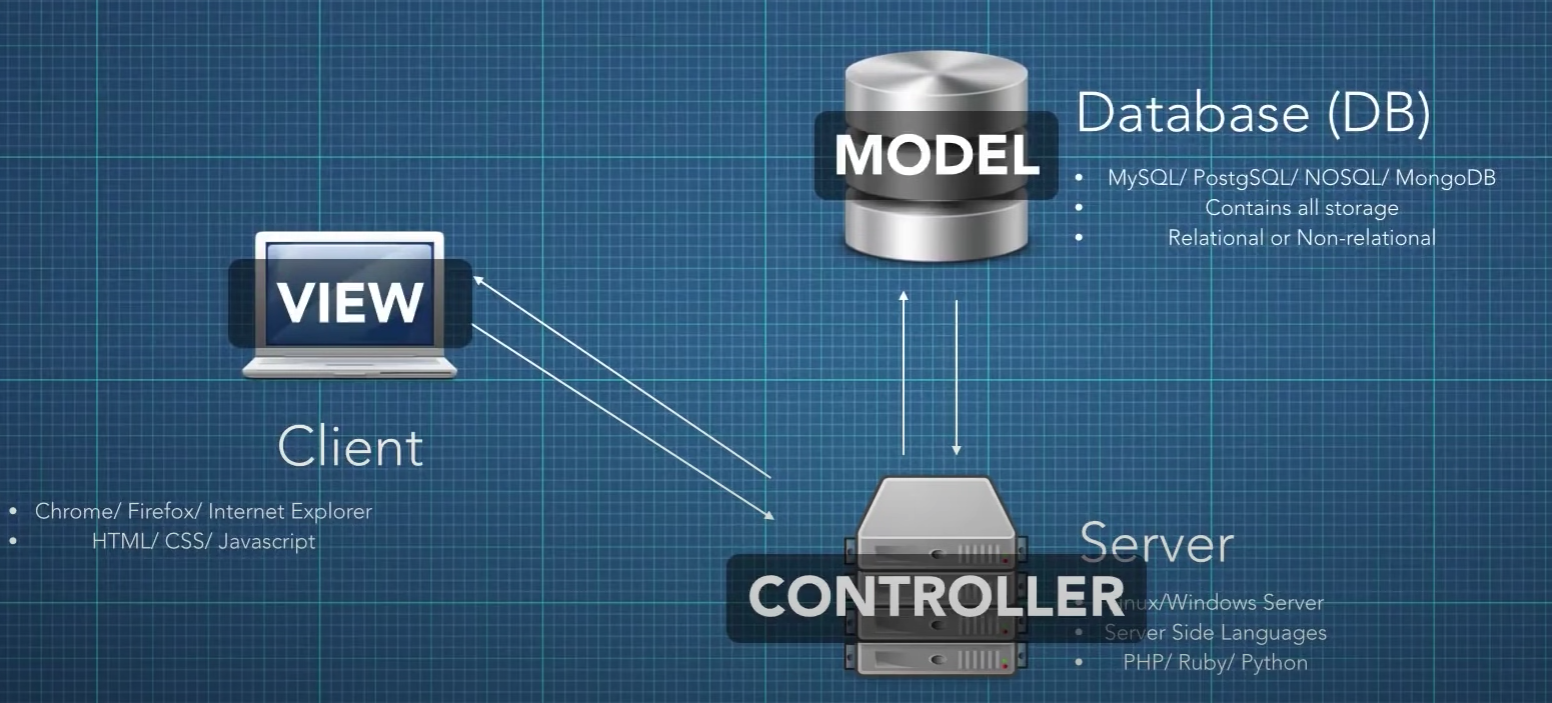 MODEL
Database (DB)
• MySQL/ PostgSQL/ NOSQL/ MongoDB
• Contains all storage
• Relational or Non-relational
VIEW
Client
• Chrome/ Firefox/ Internet Explorer
• HTML/ CSS/ Javascript
Server
CONTROLLER
• Linux/Windows Server
• Server Side Languages
• PHP/ Ruby/ Python